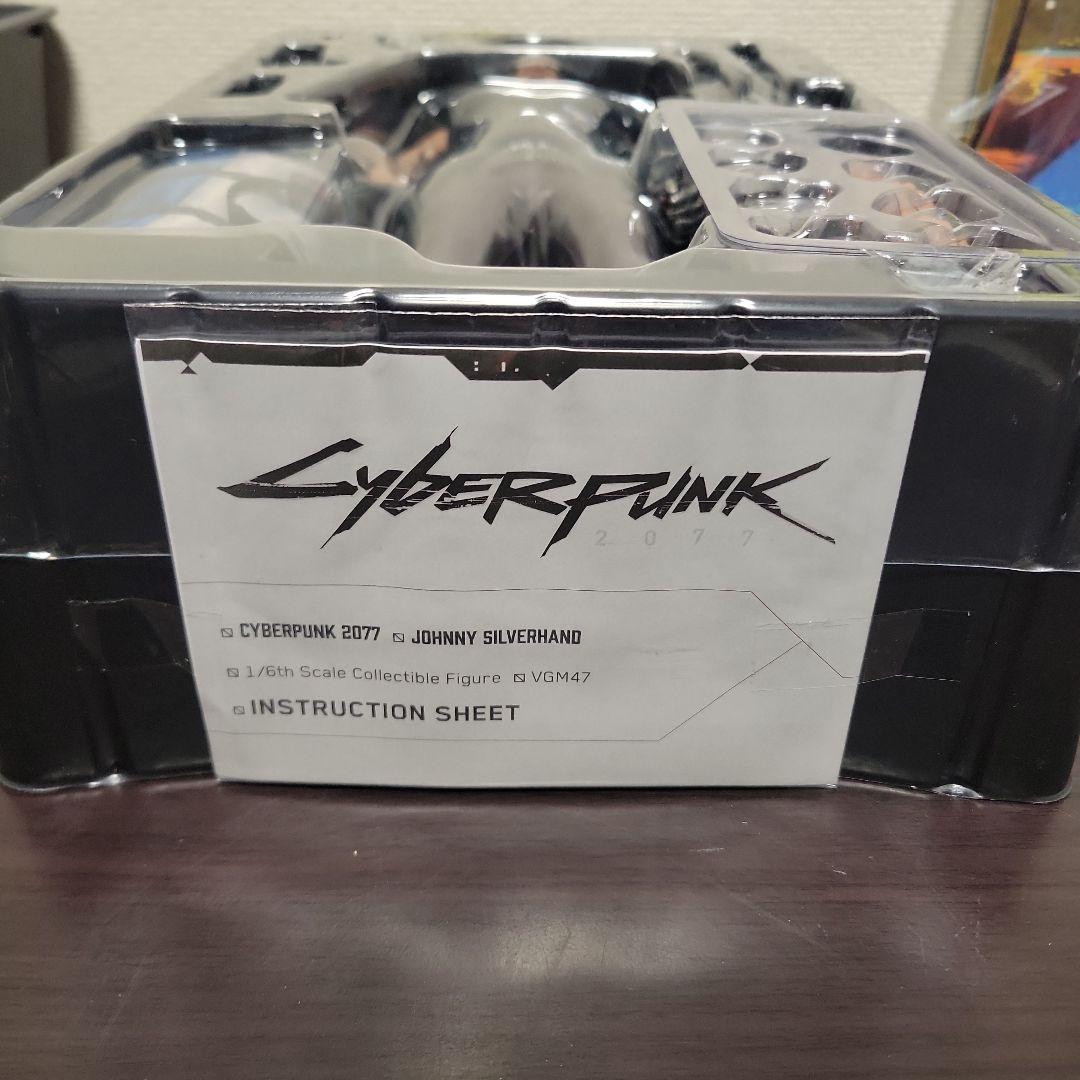 CYBERPUNK
2077
CYBERPUNK 2077 JOHNNY SILVERHAND
1/6th Scale Collectible Figure VGM47
INSTRUCTION SHEET